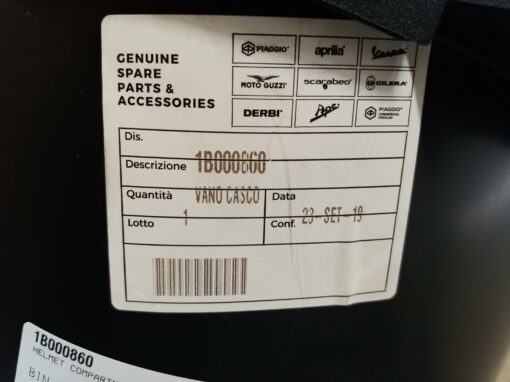 GENUINE
SPARE
PARTS &
ACCESSORIES
PIAGGIO aprilia Vespa
MOTO GUZZI scarabeo GILERA
DERBI Ape PIAGGIO COMMERCIAL VEHICLES
Dis.
1B000860
Descrizione
VANO CASCO
Quantità
Data
1
23-SET-19
Lotto
Conf.
1B000860
HELMET
BIN